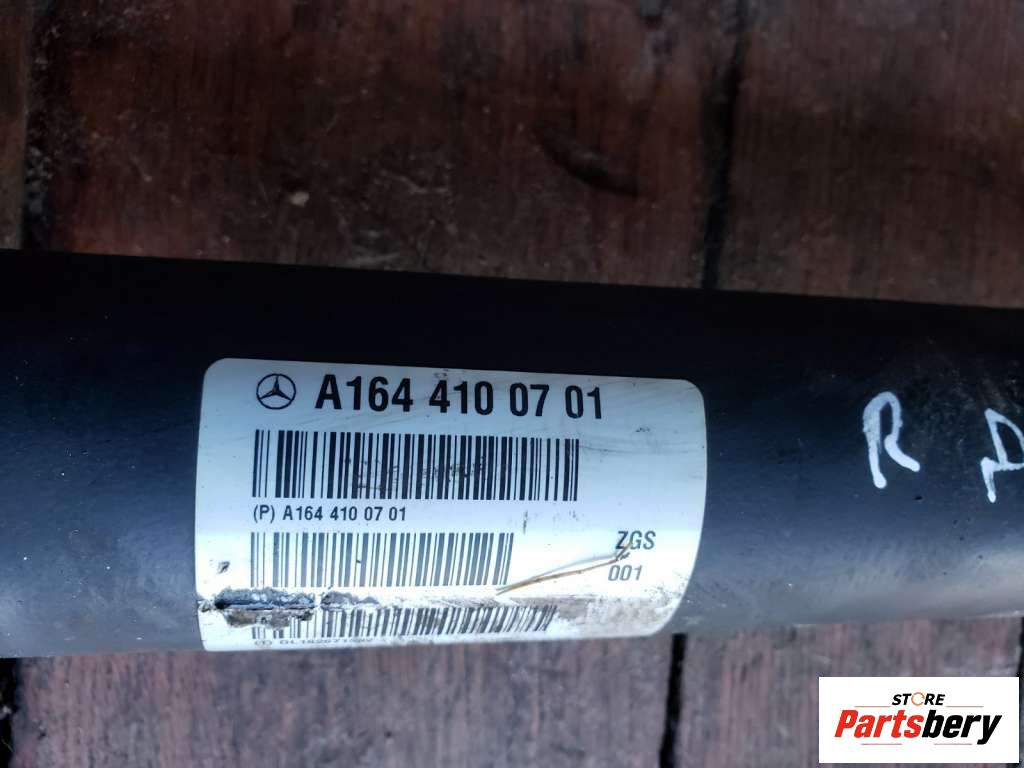 A164 410 07 01
(P) A164 410 07 01
ZGS
001
R
STORE
Partsbery